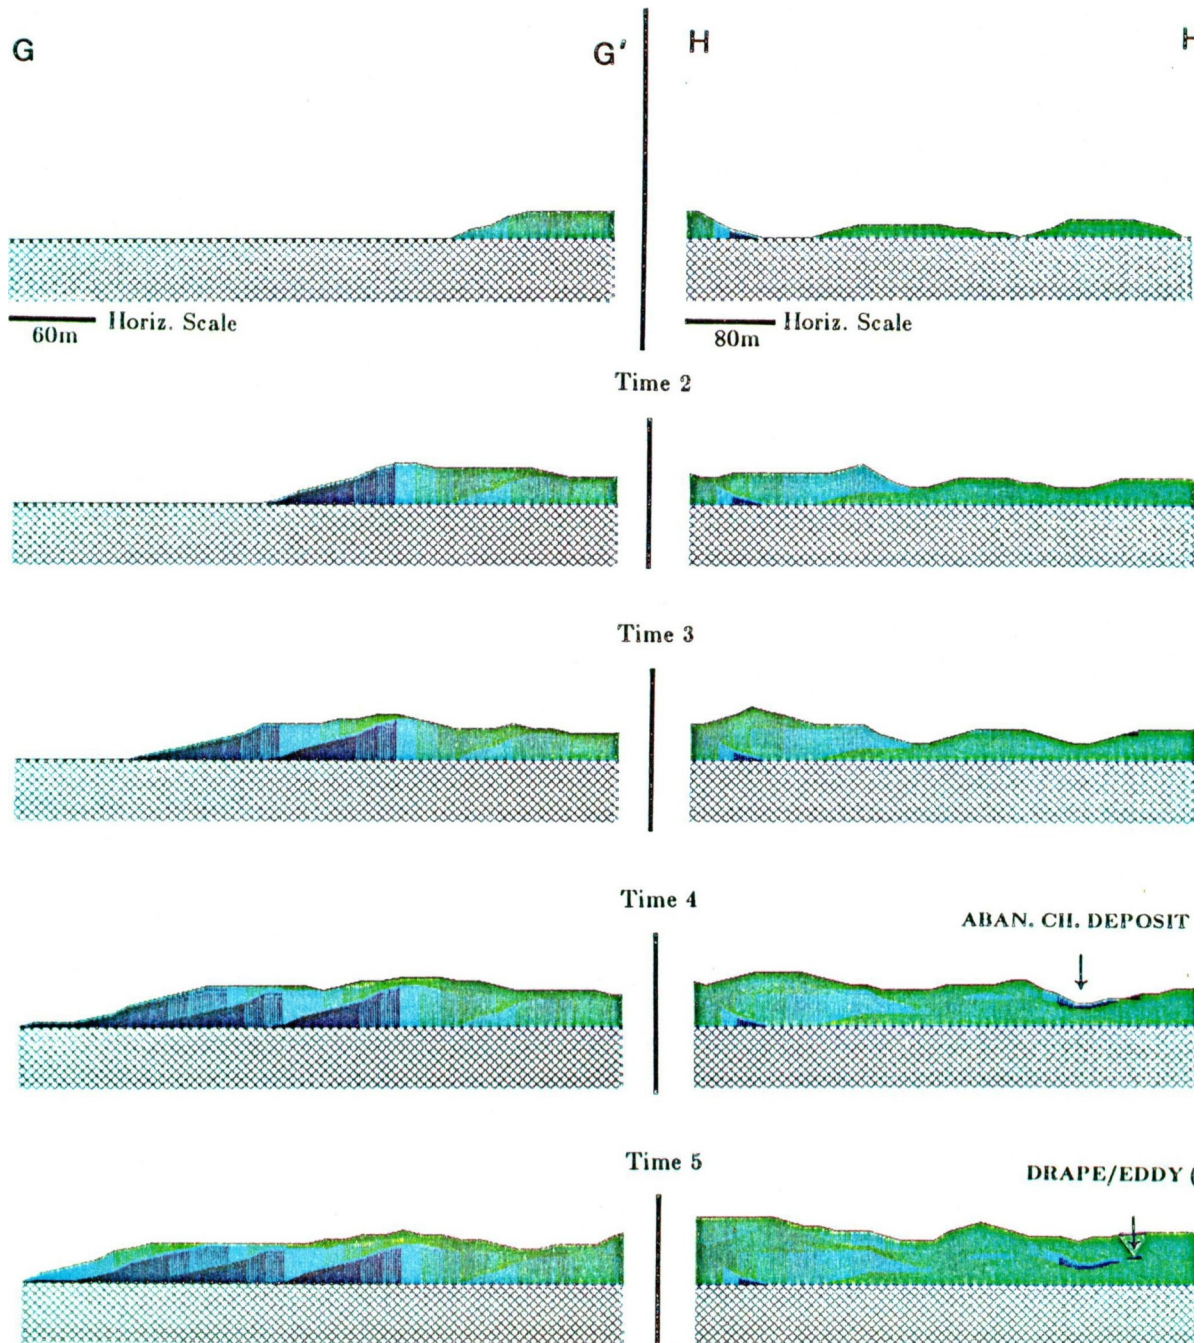 G
G'
H
H
60m
Horiz. Scale
80m
Horiz. Scale
Time 2
Time 3
Time 4
ABAN. CH. DEPOSIT
Time 5
DRAPE/EDDY (